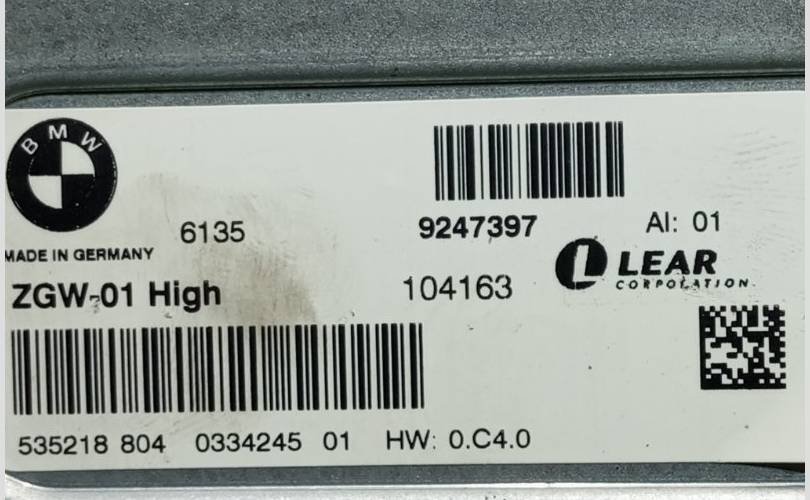 BMW
6135 9247397 AI: 01
MADE IN GERMANY
LEAR
CORPORATION
ZGW-01 High 104163
535218 804 0334245 01 HW: 0.C4.0